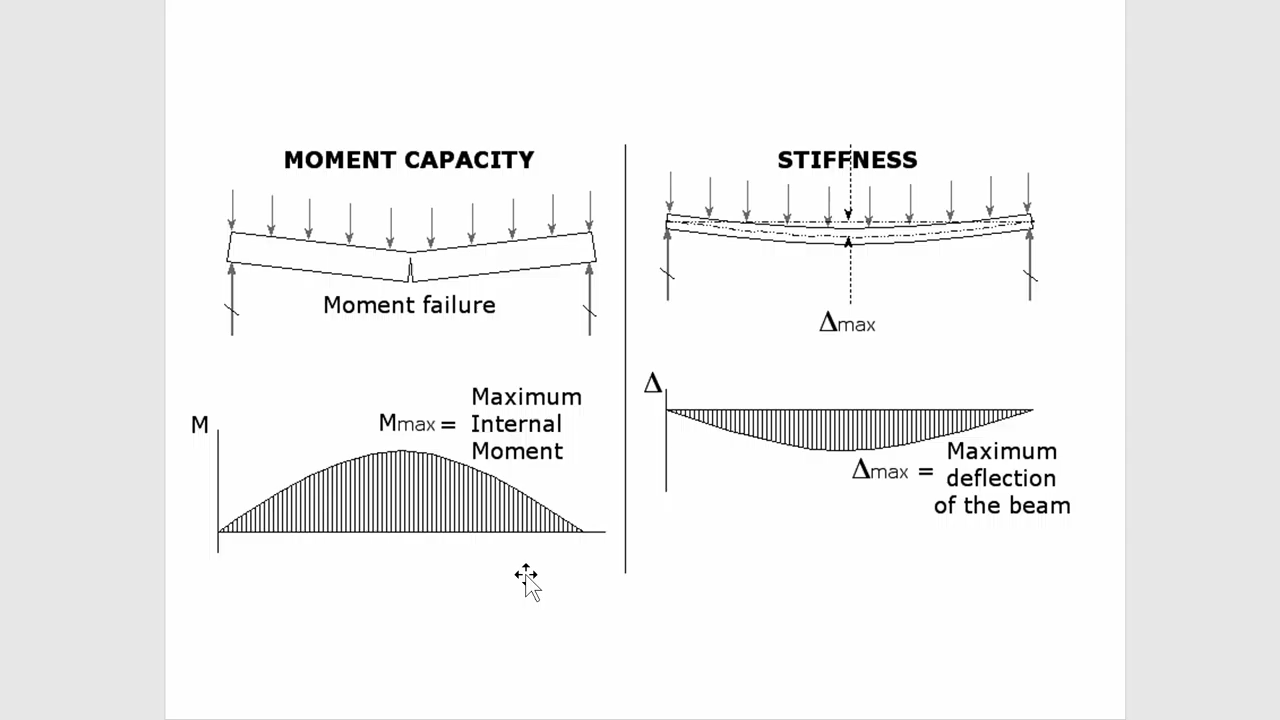 MOMENT CAPACITY
Moment failure
M
Mmax =
Maximum
Internal
Moment
STIFFNESS
Δmax
Δ
Δmax =
Maximum
deflection
of the beam